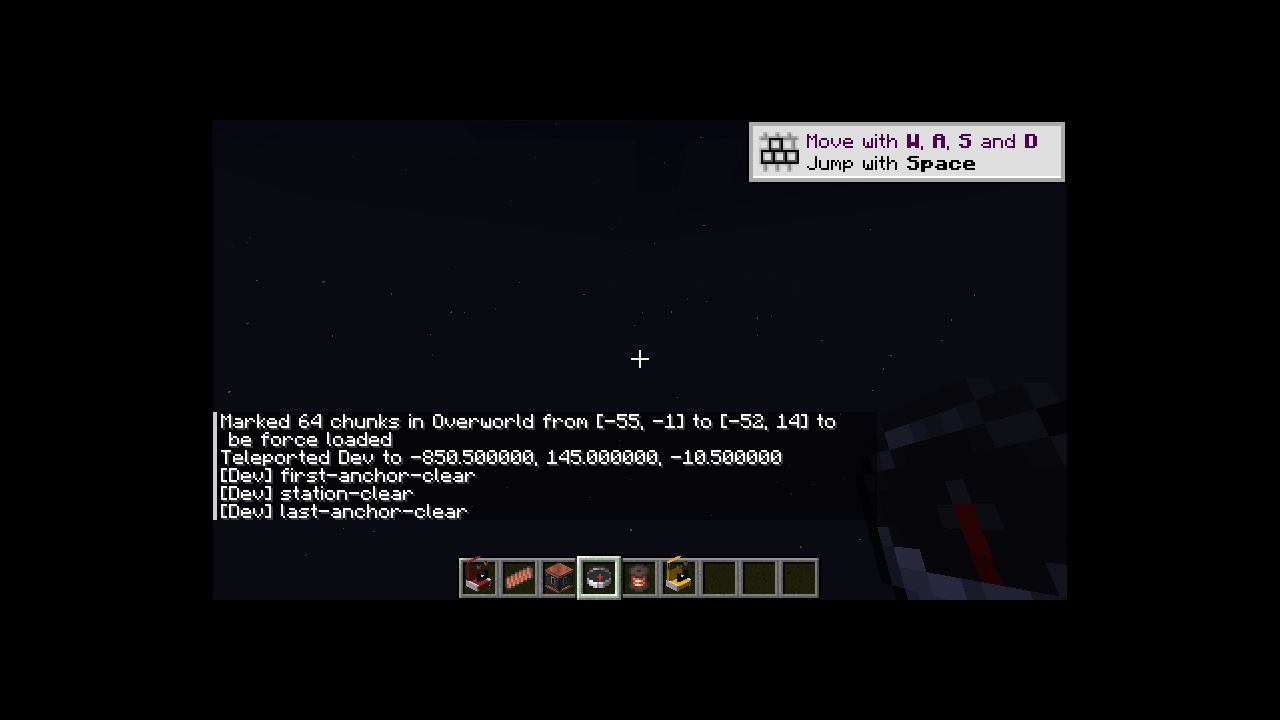 Move with W, A, S and D
Jump with Space
Marked 64 chunks in Overworld from [-55, -1] to [-52, 14] to
be force loaded
Teleported Dev to -850.500000, 145.000000, -10.500000
[Dev] first-anchor-clear
[Dev] station-clear
[Dev] last-anchor-clear